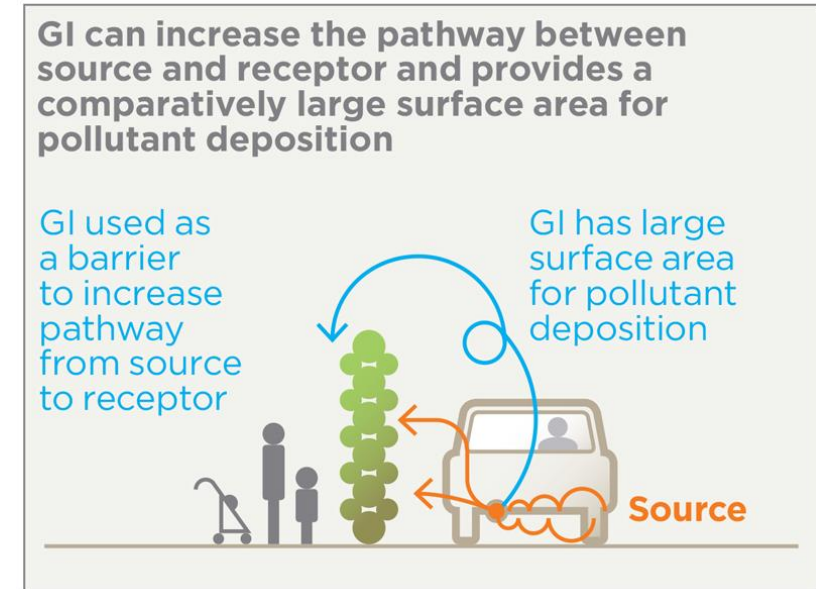 GI can increase the pathway between
source and receptor and provides a
comparatively large surface area for
pollutant deposition
GI used as
a barrier
to increase
pathway
from source
to receptor
GI has large
surface area
for pollutant
deposition
Source